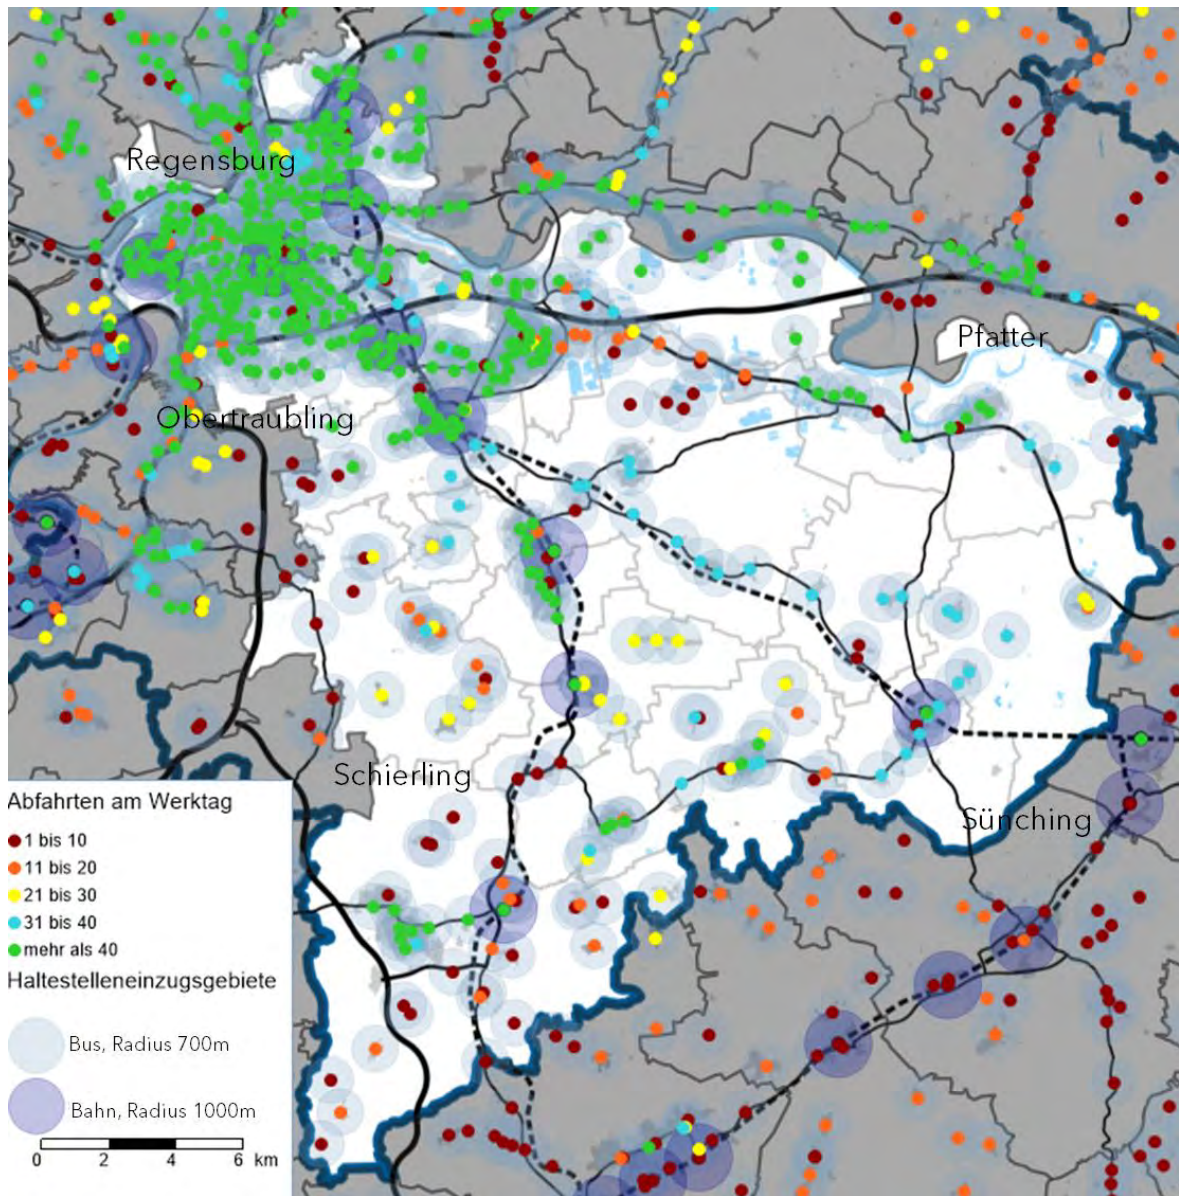 Regensburg
Pfatter
Obertraubling
Schierling
Sünching
Abfahrten am Werktag
1 bis 10
11 bis 20
21 bis 30
31 bis 40
mehr als 40
Haltestelleneinzugsgebiete
Bus, Radius 700m
Bahn, Radius 1000m
0 2 4 6 km